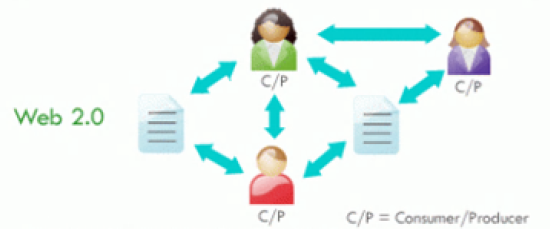 C/P
C/P
Web 2.0
C/P
C/P = Consumer/Producer